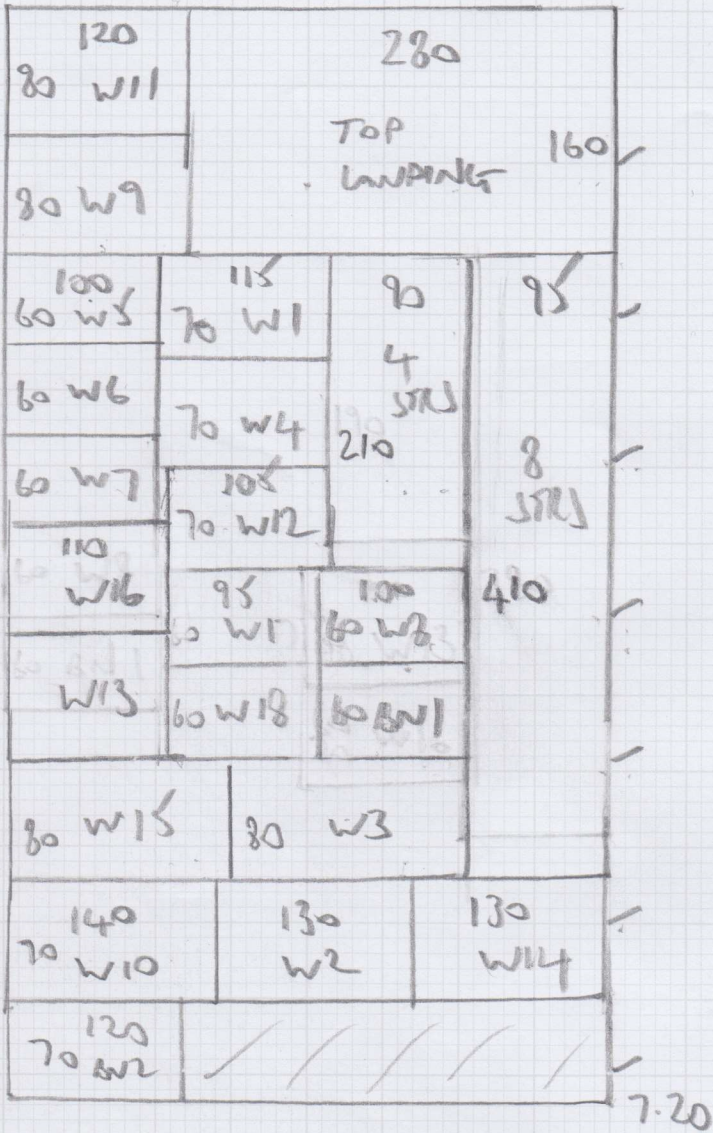 120
80 W11
280
TOP
LANDING
160
80 W9
100
60 W5
115
70 W1
90
4
STRS
210
95
8
STRS
410
60 W6
70 W4
60 W7
105
70 W12
110
W16
95
60 W17
100
60 W8
W13
60 W18
60 BW1
80 W15
80 W3
140
70 W10
130
W2
130
W14
120
70 BW2
7.20